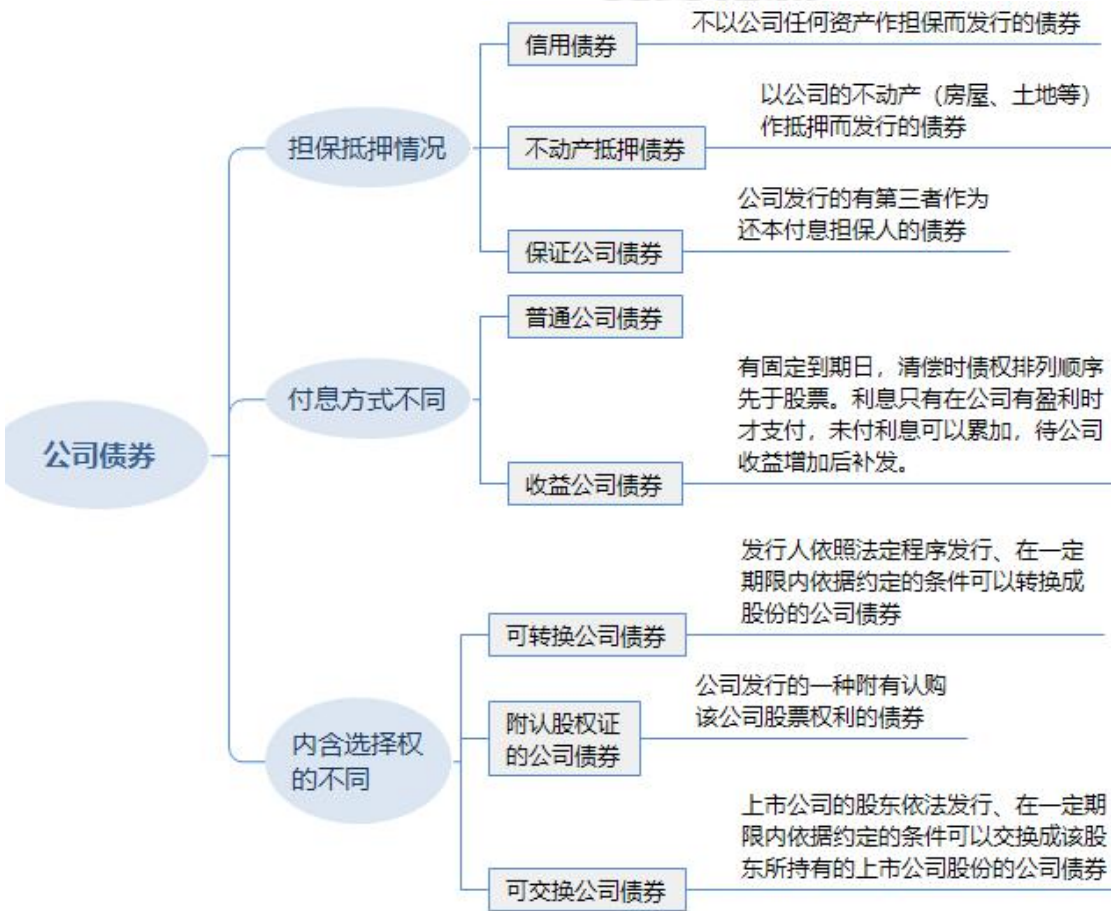 公司债券
担保抵押情况
信用债券
不以公司任何资产作担保而发行的债券
不动产抵押债券
以公司的不动产（房屋、土地等）
作抵押而发行的债券
保证公司债券
公司发行的有第三者作为
还本付息担保人的债券
付息方式不同
普通公司债券
收益公司债券
有固定到期日，清偿时债权排列顺序
先于股票。利息只有在公司有盈利时
才支付，未付利息可以累加，待公司
收益增加后补发。
内含选择权
的不同
可转换公司债券
发行人依照法定程序发行、在一定
期限内依据约定的条件可以转换成
股份的公司债券
附认股权证
的公司债券
公司发行的一种附有认购
该公司股票权利的债券
可交换公司债券
上市公司的股东依法发行、在一定期
限内依据约定的条件可以交换成该股
东所持有的上市公司股份的公司债券